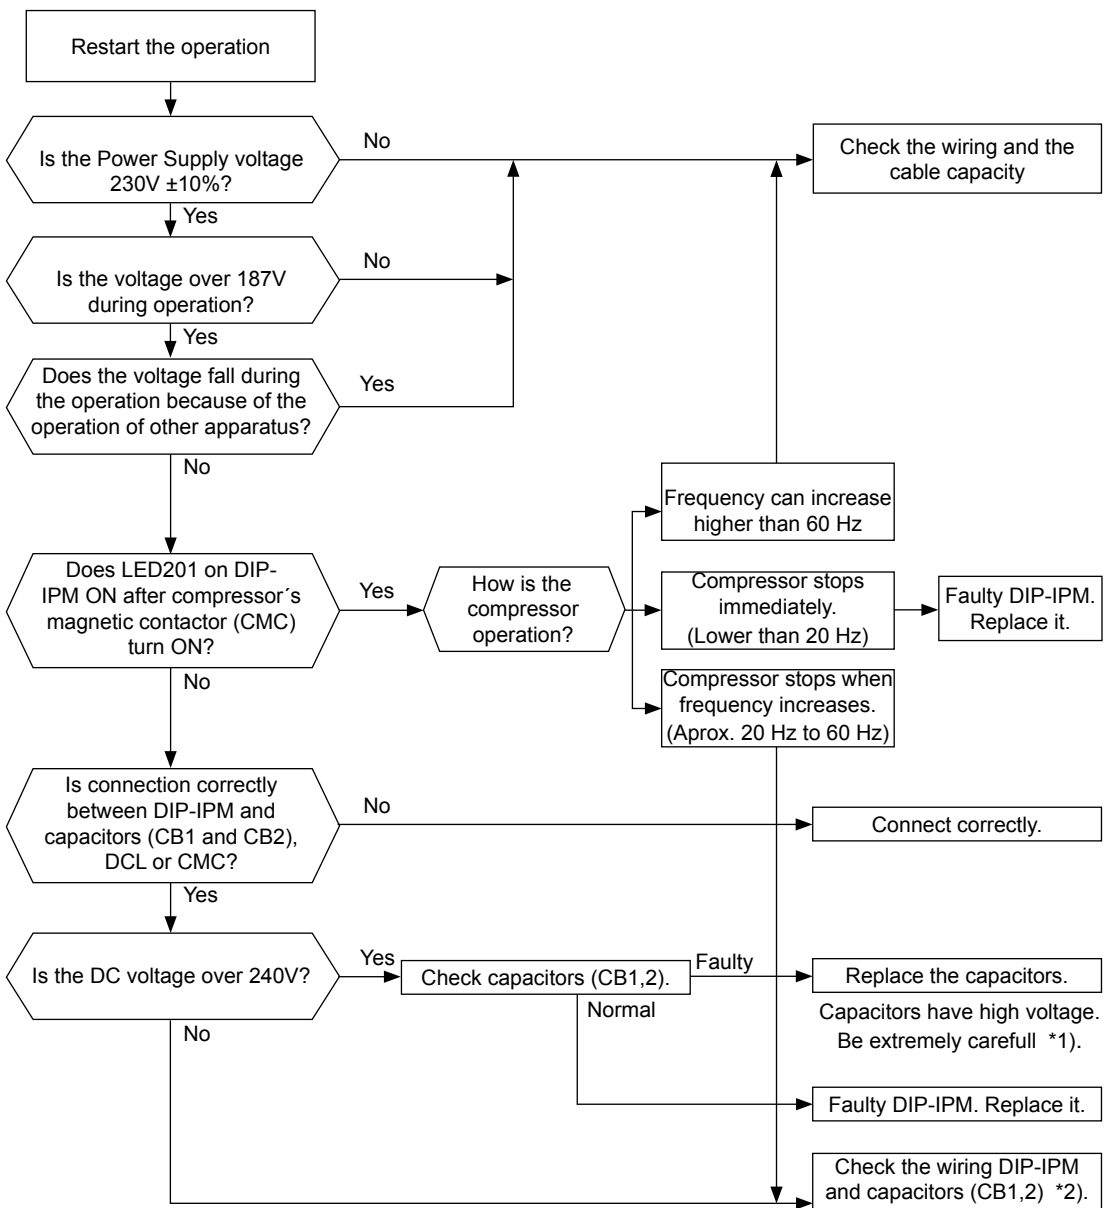 Restart the operation
Is the Power Supply voltage
230V ±10%?
No
Check the wiring and the
cable capacity
Yes
Is the voltage over 187V
during operation?
No
Yes
Does the voltage fall during
the operation because of the
operation of other apparatus?
Yes
No
Frequency can increase
higher than 60 Hz
Does LED201 on DIP-
IPM ON after compressor´s
magnetic contactor (CMC)
turn ON?
Yes
How is the
compressor
operation?
Compressor stops
immediately.
(Lower than 20 Hz)
Faulty DIP-IPM.
Replace it.
Compressor stops when
frequency increases.
(Aprox. 20 Hz to 60 Hz)
No
Is connection correctly
between DIP-IPM and
capacitors (CB1 and CB2),
DCL or CMC?
No
Connect correctly.
Yes
Is the DC voltage over 240V?
Yes
Check capacitors (CB1,2).
Faulty
Replace the capacitors.
Capacitors have high voltage.
Be extremely carefull *1).
Normal
Faulty DIP-IPM. Replace it.
No
Check the wiring DIP-IPM
and capacitors (CB1,2) *2).